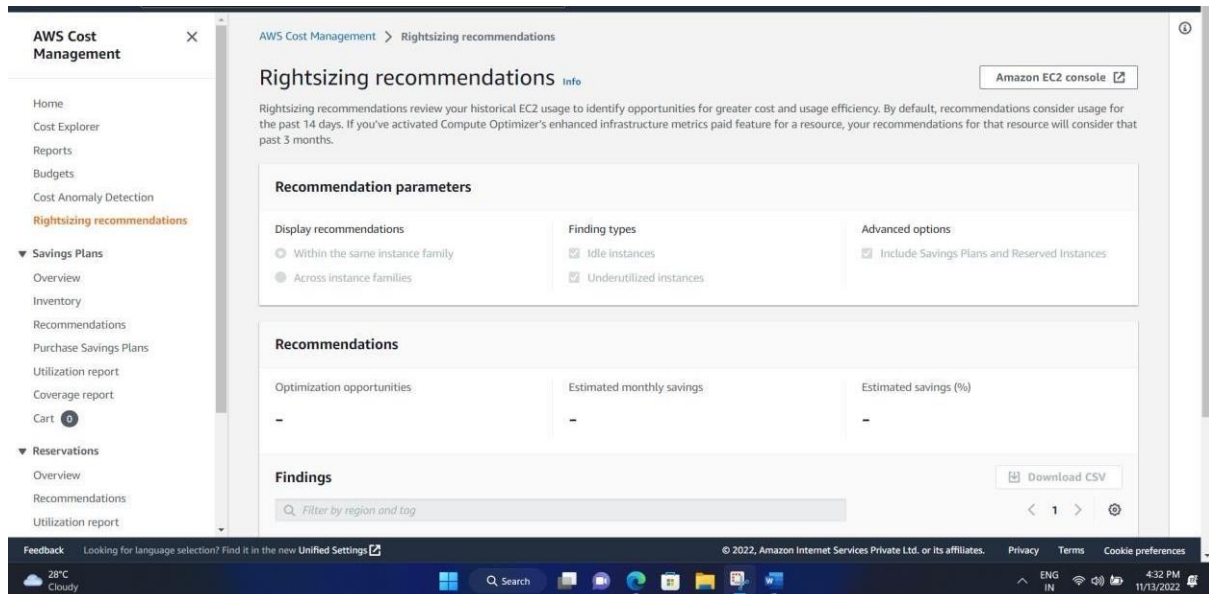 AWS Cost
Management
Home
Cost Explorer
Reports
Budgets
Cost Anomaly Detection
Rightsizing recommendations
Savings Plans
Overview
Inventory
Recommendations
Purchase Savings Plans
Utilization report
Coverage report
Cart 0
Reservations
Overview
Recommendations
Utilization report
AWS Cost Management > Rightsizing recommendations
Rightsizing recommendations Info
Amazon EC2 console
Rightsizing recommendations review your historical EC2 usage to identify opportunities for greater cost and usage efficiency. By default, recommendations consider usage for
the past 14 days. If you've activated Compute Optimizer's enhanced infrastructure metrics paid feature for a resource, your recommendations for that resource will consider that
past 3 months.
Recommendation parameters
Display recommendations
Within the same instance family
Across instance families
Finding types
Idle instances
Underutilized instances
Advanced options
Include Savings Plans and Reserved Instances
Recommendations
Optimization opportunities
-
Estimated monthly savings
-
Estimated savings (%)
-
Findings
Download CSV
Filter by region and tag
< 1 >
Feedback Looking for language selection? Find it in the new Unified Settings
© 2022, Amazon Internet Services Private Ltd. or its affiliates. Privacy Terms Cookie preferences
28°C
Cloudy
Search
ENG
IN
4:32 PM
11/13/2022